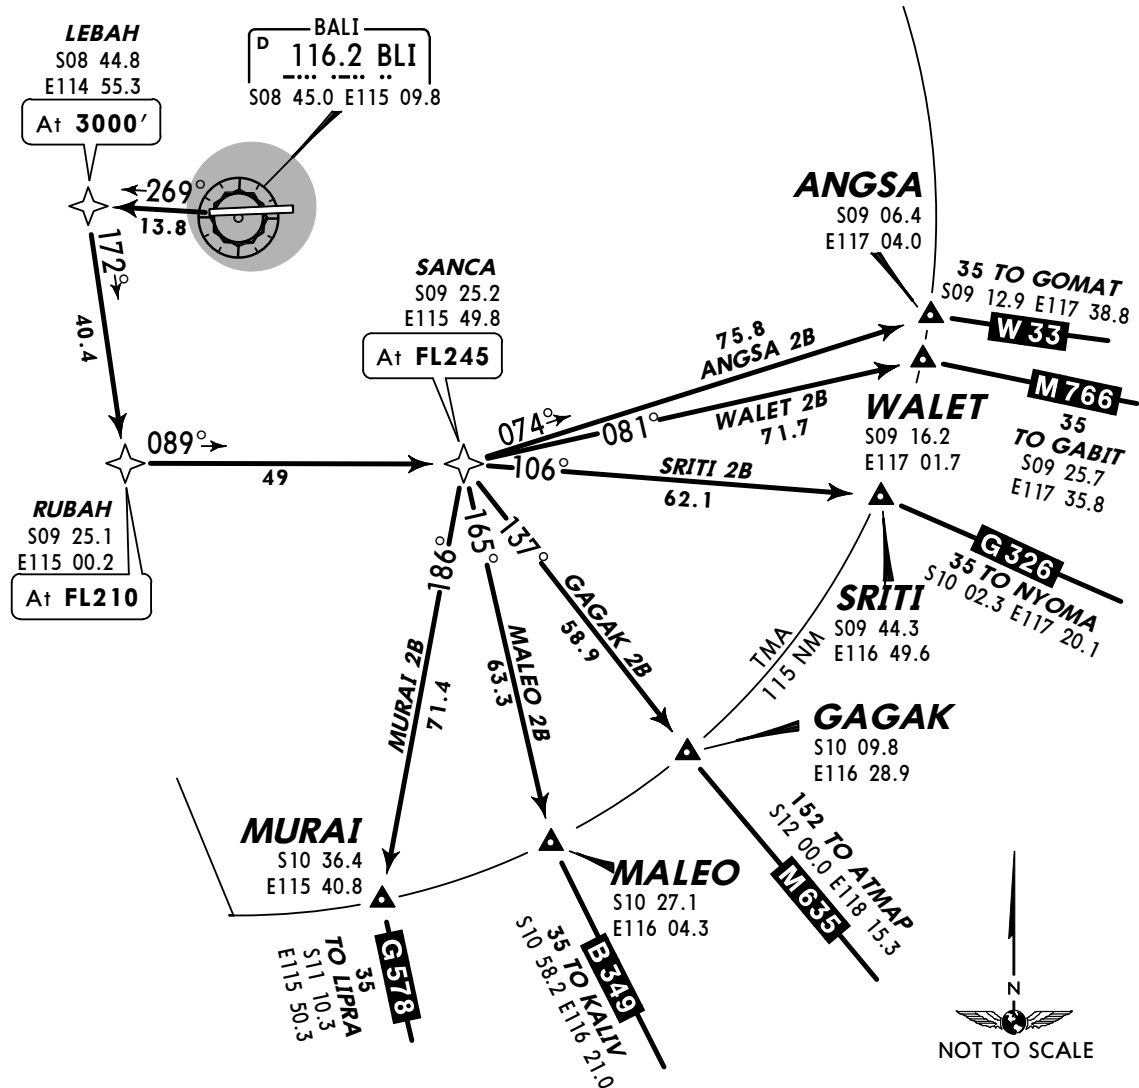 LEBAH
S08 44.8
E114 55.3
At 3000'
BALI
D 116.2 BLI
S08 45.0 E115 09.8
269°
13.8
172°
40.4
RUBAH
S09 25.1
E115 00.2
At FL210
089°
49
SANCA
S09 25.2
E115 49.8
At FL245
074°
75.8
ANGSA 2B
081°
WALET 2B
71.7
106°
SRITI 2B
62.1
137°
GAGAK 2B
58.9
165°
MALEO 2B
63.3
186°
MURAI 2B
71.4
ANGSA
S09 06.4
E117 04.0
35 TO GOMAT
S09 12.9 E117 38.8
W 33
WALET
S09 16.2
E117 01.7
M 766
35
TO GABIT
S09 25.7
E117 35.8
SRITI
S09 44.3
E116 49.6
G 326
35 TO NYOMA
S10 02.3 E117 20.1
TMA
115 NM
GAGAK
S10 09.8
E116 28.9
152 TO ATMAP
S12 00.0 E118 15.3
M 635
MALEO
S10 27.1
E116 04.3
B 349
35 TO KALIV
S10 58.2 E116 21.0
MURAI
S10 36.4
E115 40.8
G 578
35
TO LIPRA
S11 10.3
E115 50.3
N
NOT TO SCALE